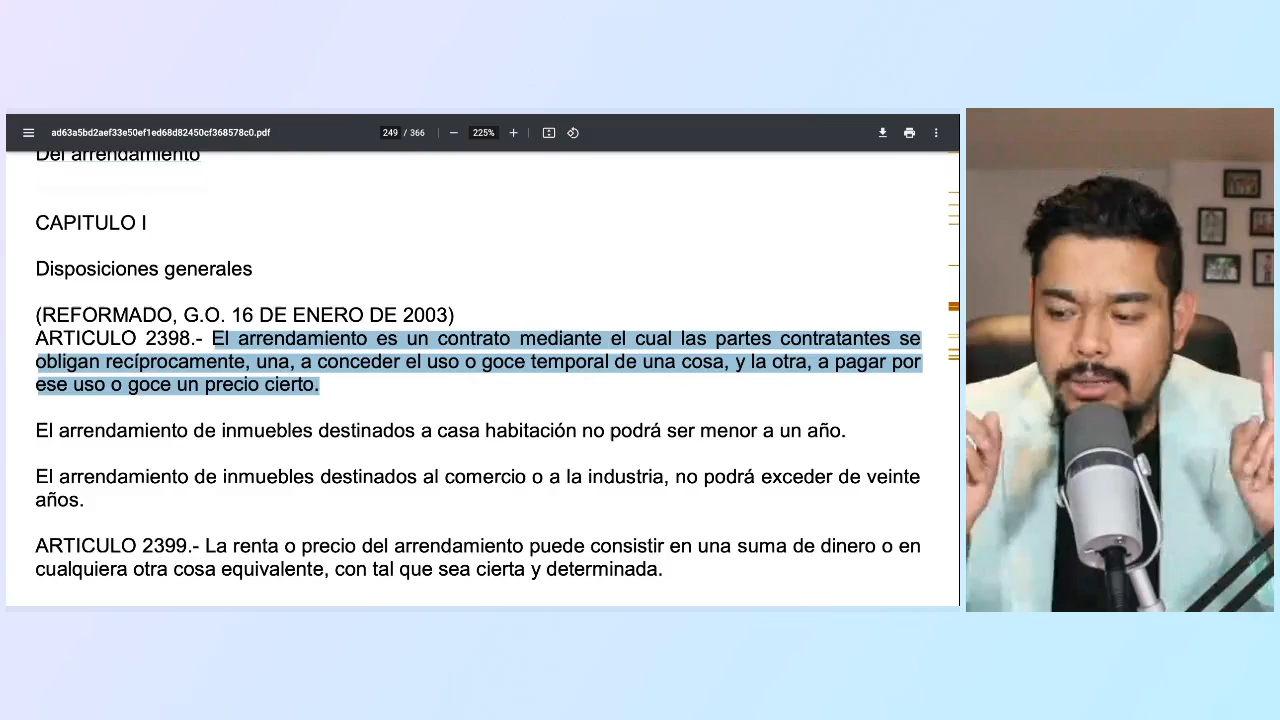 ad63a5bd2aef33e50ef1ed68d82450cf368578c0.pdf
249 / 366
225%
Del arrendamiento
CAPITULO I
Disposiciones generales
(REFORMADO, G.O. 16 DE ENERO DE 2003)
ARTICULO 2398.- El arrendamiento es un contrato mediante el cual las partes contratantes se
obligan recíprocamente, una, a conceder el uso o goce temporal de una cosa, y la otra, a pagar por
ese uso o goce un precio cierto.
El arrendamiento de inmuebles destinados a casa habitación no podrá ser menor a un año.
El arrendamiento de inmuebles destinados al comercio o a la industria, no podrá exceder de veinte
años.
ARTICULO 2399.- La renta o precio del arrendamiento puede consistir en una suma de dinero o en
cualquiera otra cosa equivalente, con tal que sea cierta y determinada.